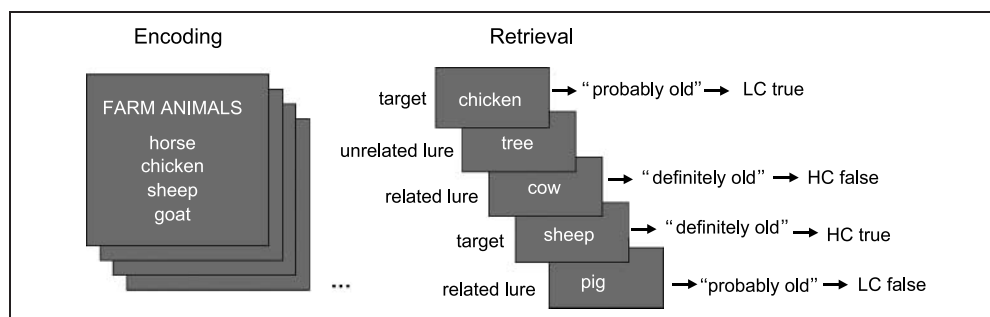 Encoding
FARM ANIMALS
horse
chicken
sheep
goat
...
Retrieval
target chicken “probably old” LC true
unrelated lure tree
related lure cow “definitely old” HC false
target sheep “definitely old” HC true
related lure pig “probably old” LC false